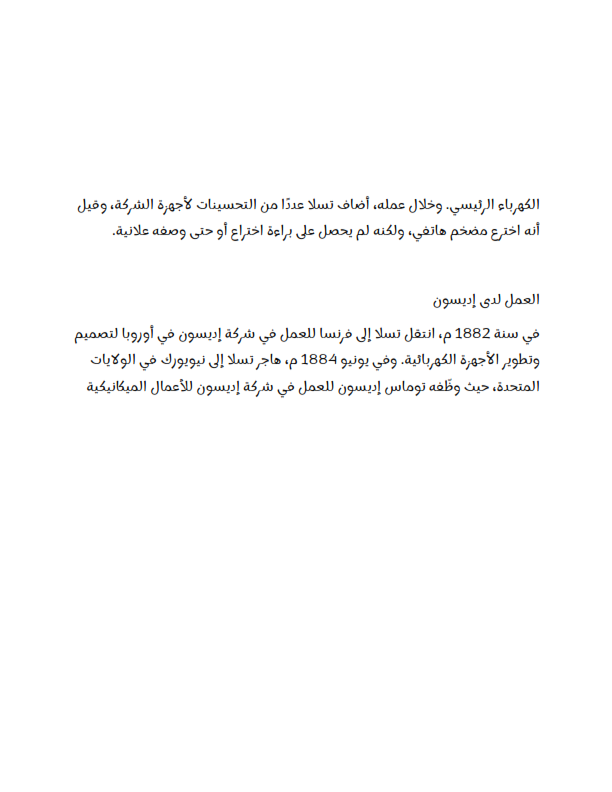 الكهرباء الرئيسي. وخلال عمله، أضاف تسلا عددًا من التحسينات لأجهزة الشركة، وقيل
أنه اخترع مضخم هاتفي، ولكنه لم يحصل على براءة اختراع أو حتى وصفه علانية.
العمل لدى إديسون
في سنة 1882 م، انتقل تسلا إلى فرنسا للعمل في شركة إديسون في أوروبا لتصميم
وتطوير الأجهزة الكهربائية. وفي يونيو 1884 م، هاجر تسلا إلى نيويورك في الولايات
المتحدة، حيث وظّفه توماس إديسون للعمل في شركة إديسون للأعمال الميكانيكية